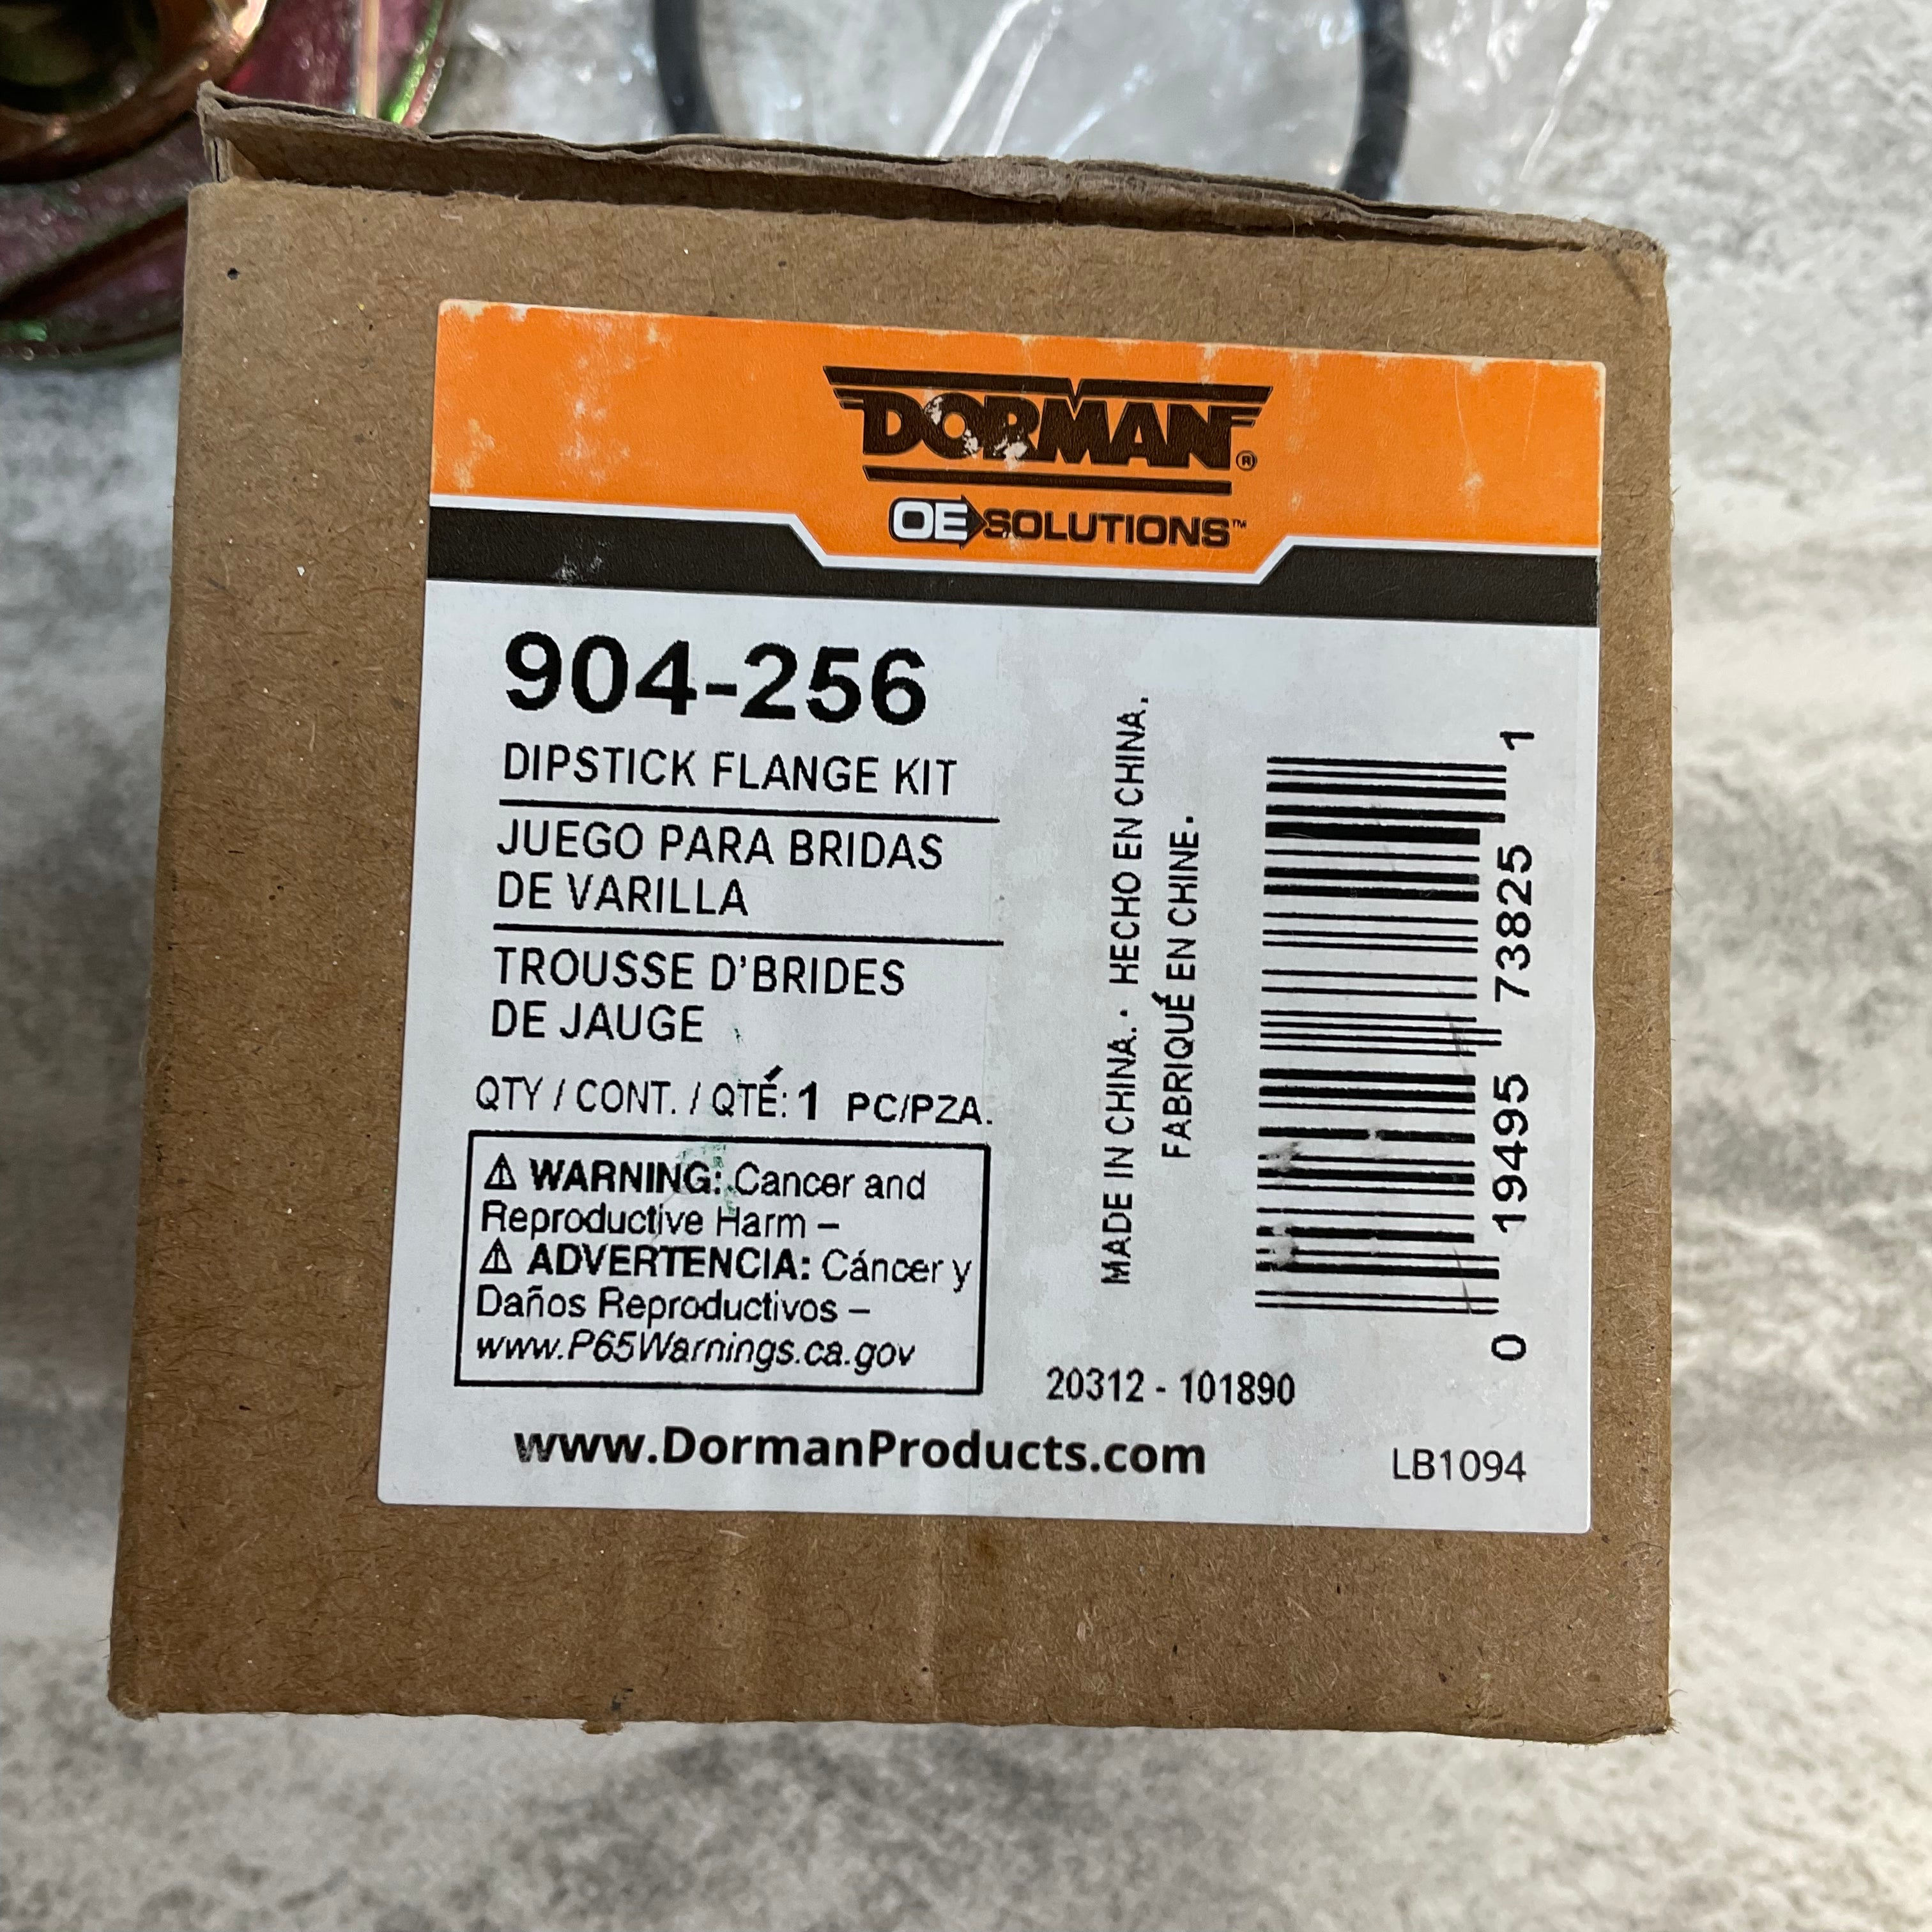 DORMAN®
OE SOLUTIONS™
904-256
DIPSTICK FLANGE KIT
JUEGO PARA BRIDAS
DE VARILLA
TROUSSE D'BRIDES
DE JAUGE
QTY / CONT. / QTÉ: 1 PC/PZA.
⚠ WARNING: Cancer and
Reproductive Harm –
⚠ ADVERTENCIA: Cáncer y
Daños Reproductivos –
www.P65Warnings.ca.gov
MADE IN CHINA. · HECHO EN CHINA.
FABRIQUÉ EN CHINE.
0 19495 73825 1
20312 - 101890
www.DormanProducts.com
LB1094